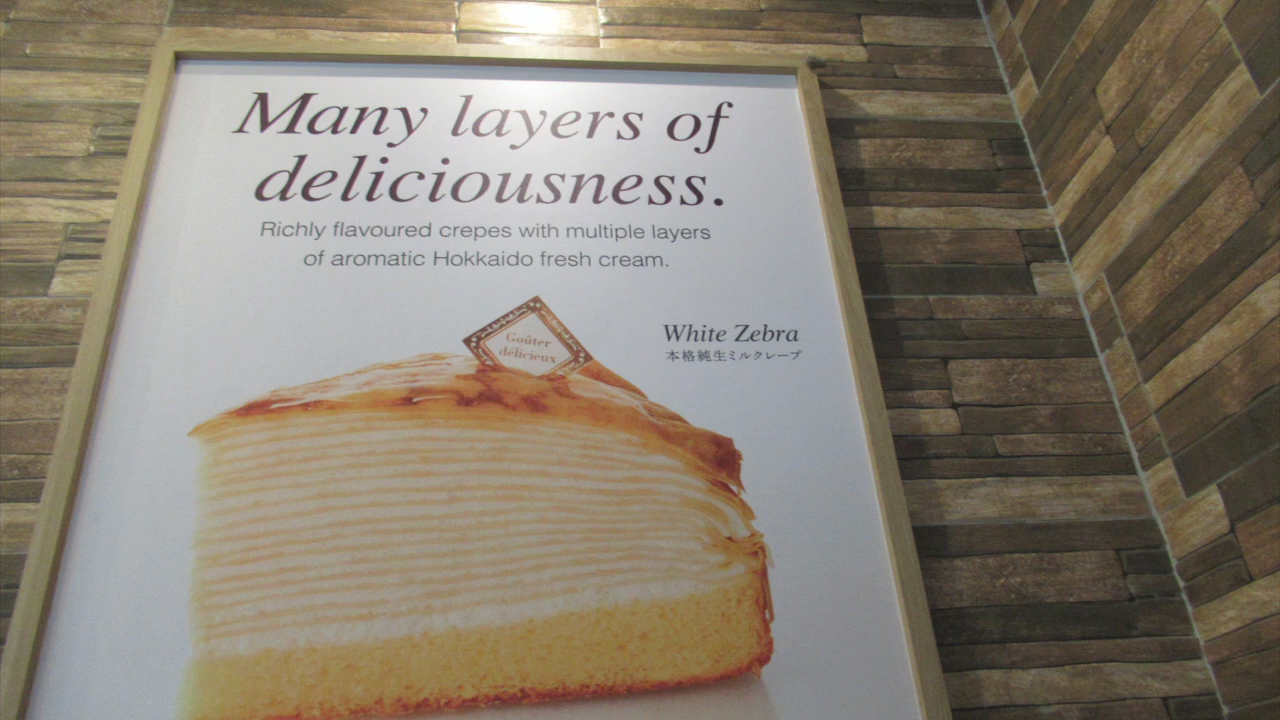 Many layers of
deliciousness.
Richly flavoured crepes with multiple layers
of aromatic Hokkaido fresh cream.
Goûter
délicieux
White Zebra
本格純生ミルクレープ